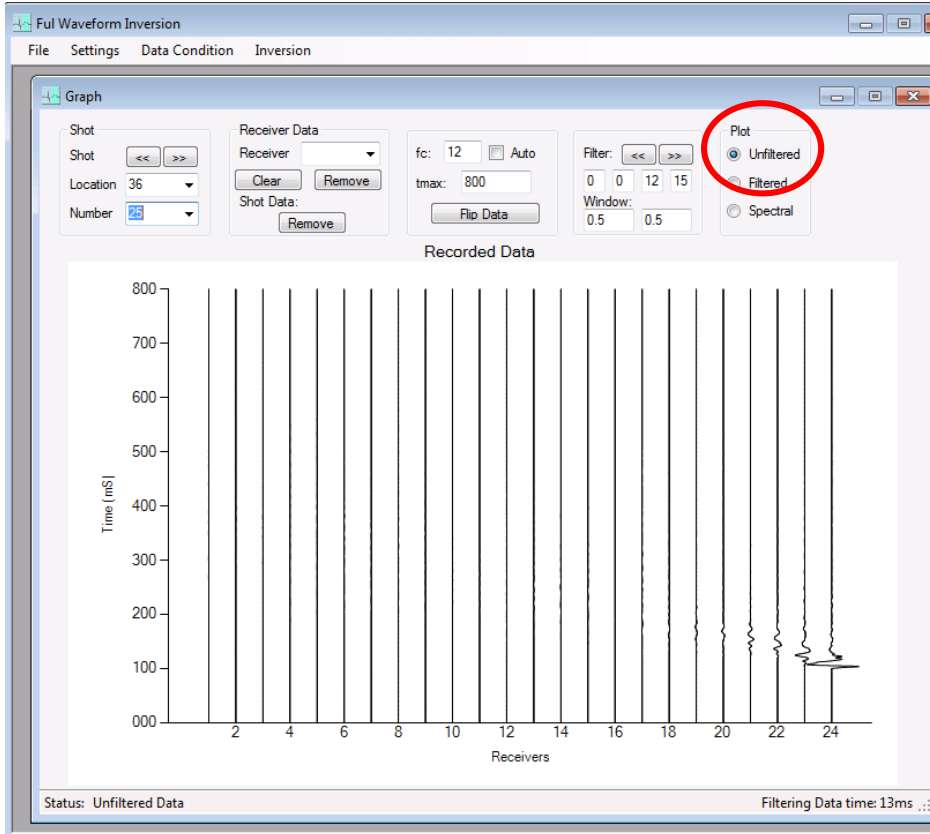 Ful Waveform Inversion
File Settings Data Condition Inversion
Graph
Shot
Shot << >>
Location 36
Number 25
Receiver Data
Receiver
Clear Remove
Shot Data:
Remove
fc: 12 Auto
tmax: 800
Flip Data
Filter: << >>
0 0 12 15
Window:
0.5 0.5
Plot
Unfiltered
Filtered
Spectral
Recorded Data
800
700
600
500
400
300
200
100
000
Time (mS)
2 4 6 8 10 12 14 16 18 20 22 24
Receivers
Status: Unfiltered Data Filtering Data time: 13ms